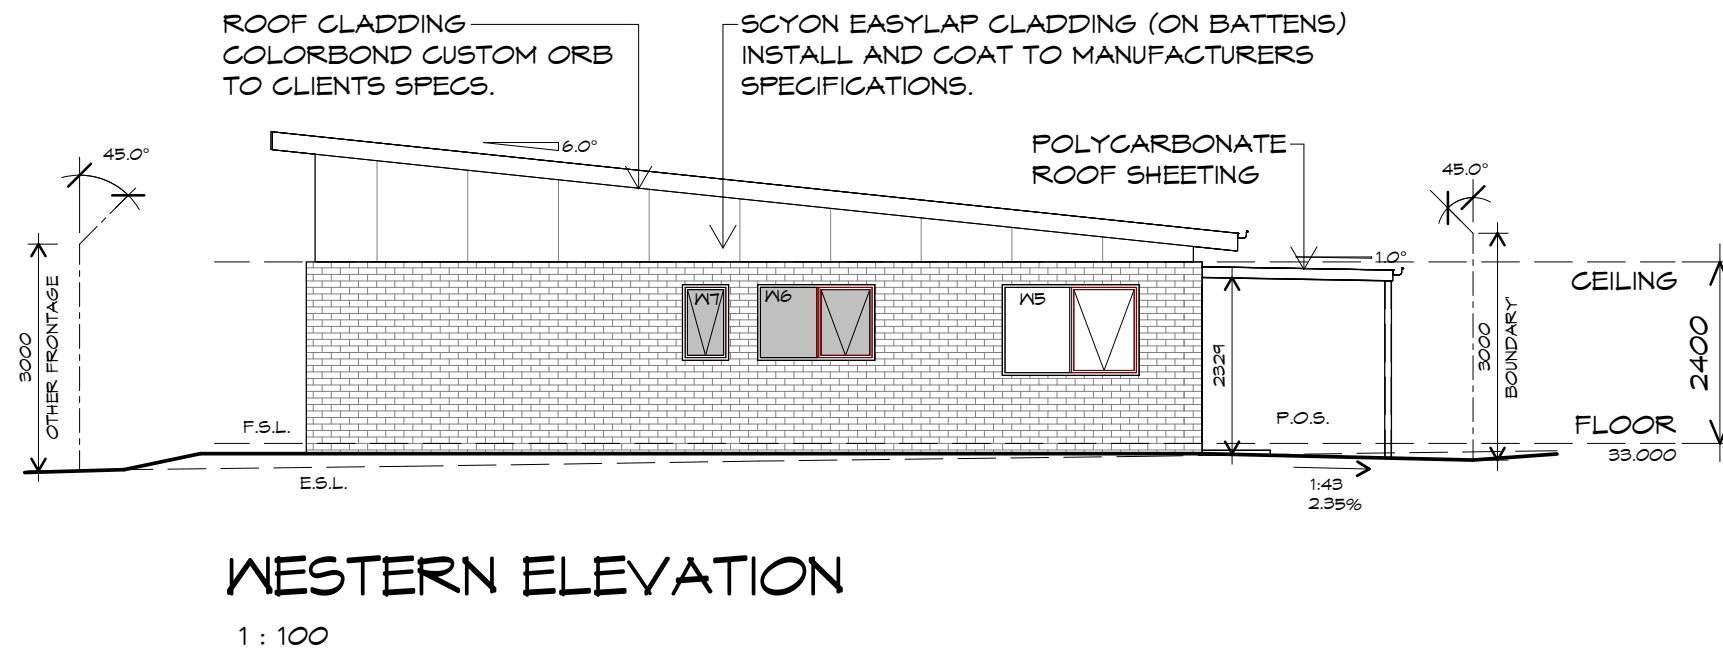 ROOF CLADDING
COLORBOND CUSTOM ORB
TO CLIENTS SPECS.
SCYON EASYLAP CLADDING (ON BATTENS)
INSTALL AND COAT TO MANUFACTURERS
SPECIFICATIONS.
POLYCARBONATE
ROOF SHEETING
45.0°
6.0°
45.0°
1.0°
CEILING
W7
W6
W5
3000
OTHER FRONTAGE
2329
3000
BOUNDARY
2400
F.S.L.
P.O.S.
FLOOR
33.000
E.S.L.
1:43
2.35%
WESTERN ELEVATION
1 : 100